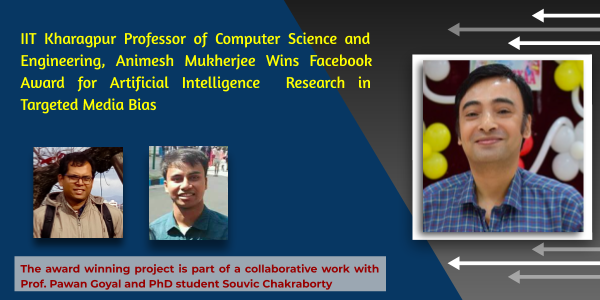 IIT Kharagpur Professor of Computer Science and
Engineering, Animesh Mukherjee Wins Facebook
Award for Artificial Intelligence Research in
Targeted Media Bias
The award winning project is part of a collaborative work with
Prof. Pawan Goyal and PhD student Souvic Chakraborty